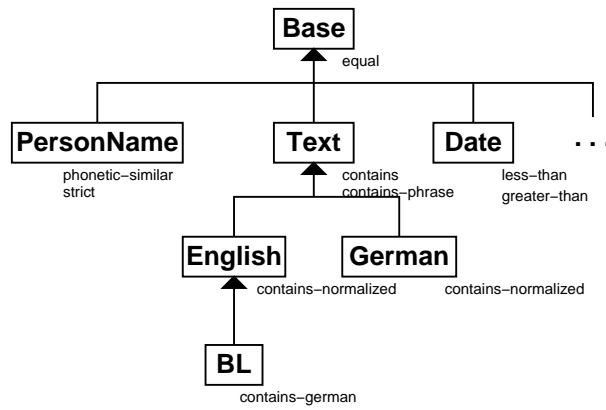 Base
equal
PersonName
Text
Date
...
phonetic−similar
strict
contains
contains−phrase
less−than
greater−than
English
German
contains−normalized
contains−normalized
BL
contains−german